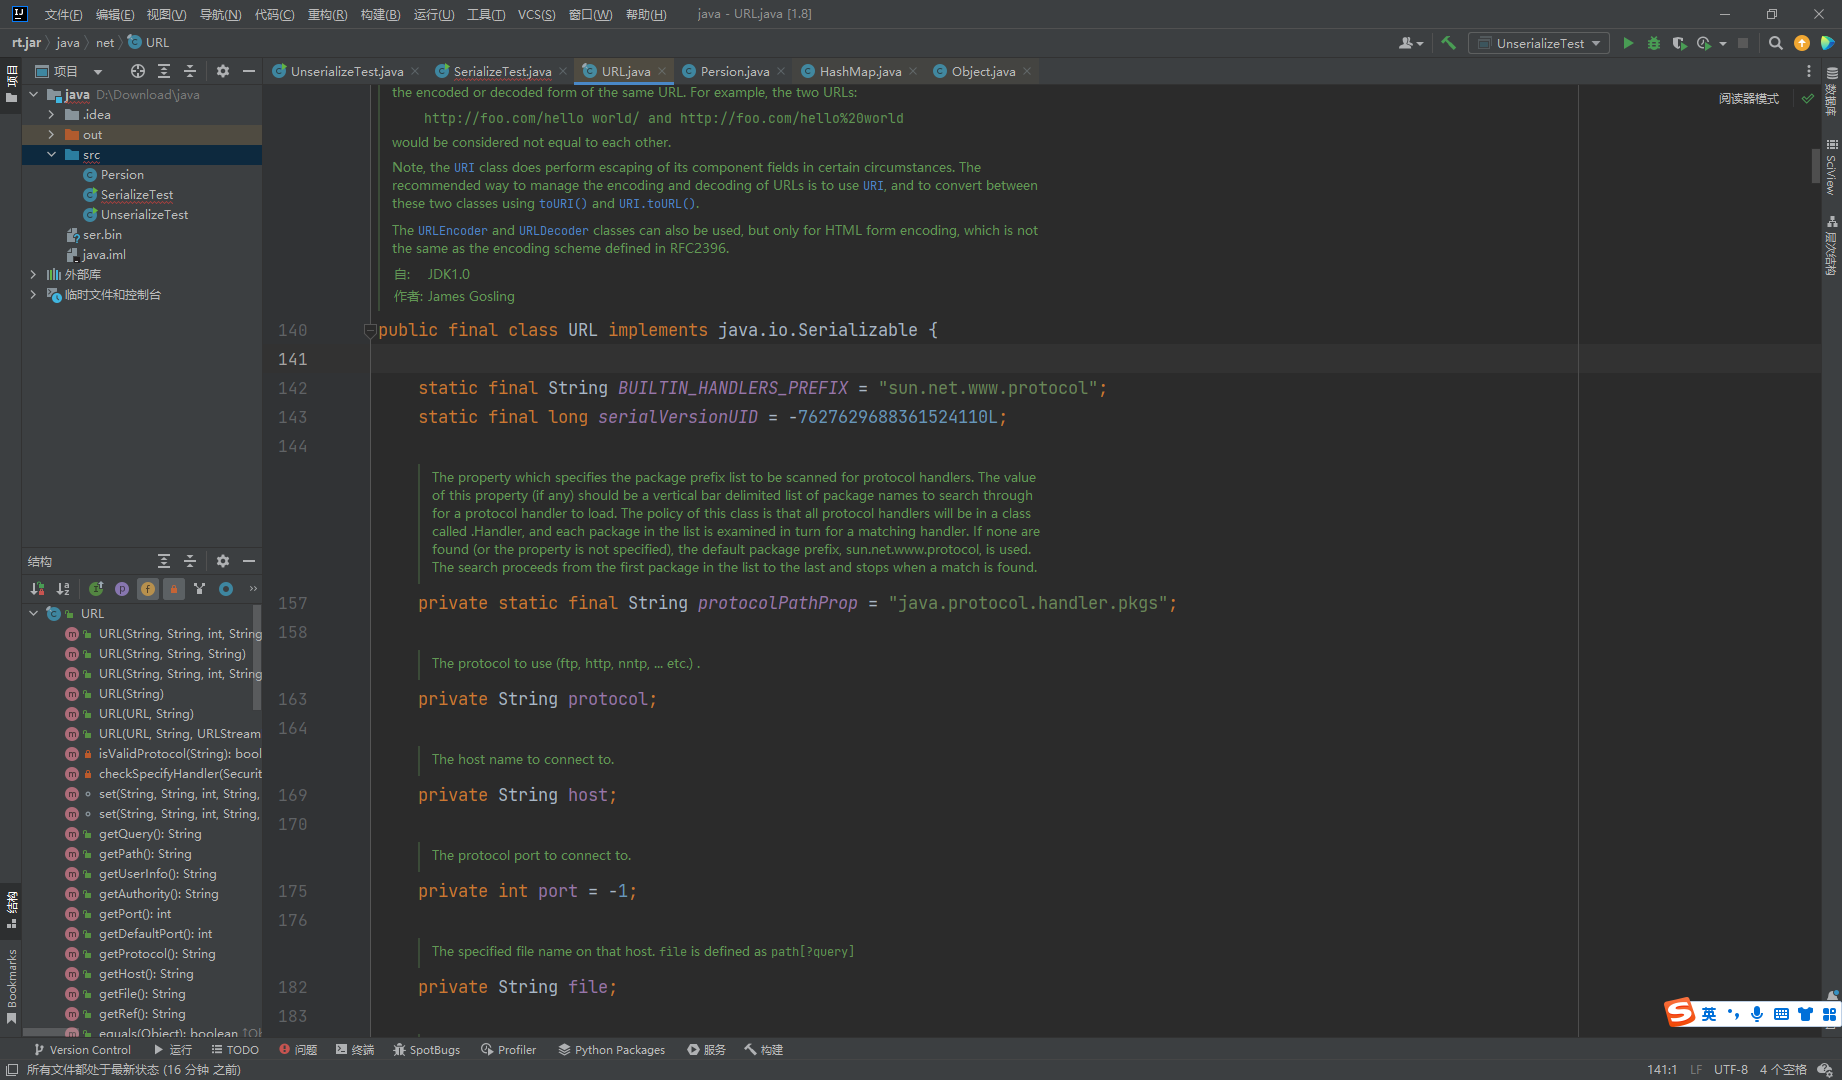 文件(F) 编辑(E) 视图(V) 导航(N) 代码(C) 重构(R) 构建(B) 运行(U) 工具(T) VCS(S) 窗口(W) 帮助(H) java - URL.java [1.8]
rt.jar java net URL UnserializeTest
项目 UnserializeTest.java SerializeTest.java URL.java Persion.java HashMap.java Object.java
java D:\Download\java
.idea
out
src
Persion
SerializeTest
UnserializeTest
ser.bin
java.iml
外部库
临时文件和控制台
结构
URL
URL(String, String, int, String
URL(String, String, String)
URL(String, String, int, String
URL(String)
URL(URL, String)
URL(URL, String, URLStream
isValidProtocol(String): bool
checkSpecifyHandler(Securit
set(String, String, int, String,
set(String, String, int, String,
getQuery(): String
getPath(): String
getUserInfo(): String
getAuthority(): String
getPort(): int
getDefaultPort(): int
getProtocol(): String
getHost(): String
getFile(): String
getRef(): String
equals(Object): boolean ↑Ob
项目
结构
Bookmarks
the encoded or decoded form of the same URL. For example, the two URLs:
http://foo.com/hello world/ and http://foo.com/hello%20world
would be considered not equal to each other.
Note, the URI class does perform escaping of its component fields in certain circumstances. The
recommended way to manage the encoding and decoding of URLs is to use URI, and to convert between
these two classes using toURI() and URI.toURL().
The URLEncoder and URLDecoder classes can also be used, but only for HTML form encoding, which is not
the same as the encoding scheme defined in RFC2396.
自: JDK1.0
作者: James Gosling
140 public final class URL implements java.io.Serializable {
141
142 static final String BUILTIN_HANDLERS_PREFIX = "sun.net.www.protocol";
143 static final long serialVersionUID = -7627629688361524110L;
144
The property which specifies the package prefix list to be scanned for protocol handlers. The value
of this property (if any) should be a vertical bar delimited list of package names to search through
for a protocol handler to load. The policy of this class is that all protocol handlers will be in a class
called .Handler, and each package in the list is examined in turn for a matching handler. If none are
found (or the property is not specified), the default package prefix, sun.net.www.protocol, is used.
The search proceeds from the first package in the list to the last and stops when a match is found.
157 private static final String protocolPathProp = "java.protocol.handler.pkgs";
158
The protocol to use (ftp, http, nntp, ... etc.) .
163 private String protocol;
164
The host name to connect to.
169 private String host;
170
The protocol port to connect to.
175 private int port = -1;
176
The specified file name on that host. file is defined as path[?query]
182 private String file;
183
阅读器模式
数据库
SciView
层次结构
英
Version Control 运行 TODO 问题 终端 SpotBugs Profiler Python Packages 服务 构建
所有文件都处于最新状态 (16 分钟 之前) 141:1 LF UTF-8 4 个空格